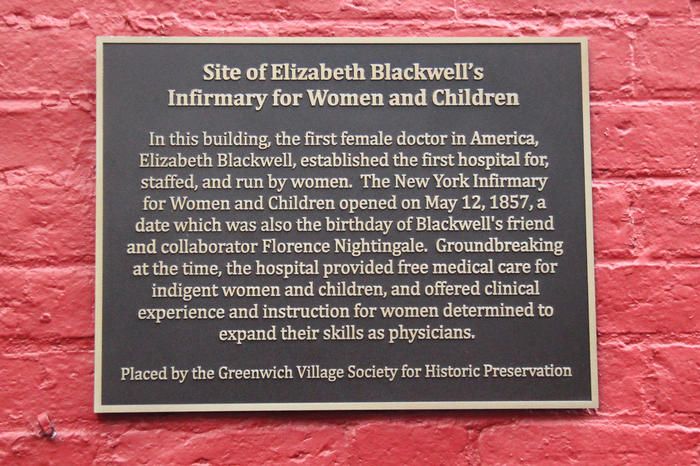 Site of Elizabeth Blackwell's
Infirmary for Women and Children
In this building, the first female doctor in America,
Elizabeth Blackwell, established the first hospital for,
staffed, and run by women. The New York Infirmary
for Women and Children opened on May 12, 1857, a
date which was also the birthday of Blackwell's friend
and collaborator Florence Nightingale. Groundbreaking
at the time, the hospital provided free medical care for
indigent women and children, and offered clinical
experience and instruction for women determined to
expand their skills as physicians.
Placed by the Greenwich Village Society for Historic Preservation